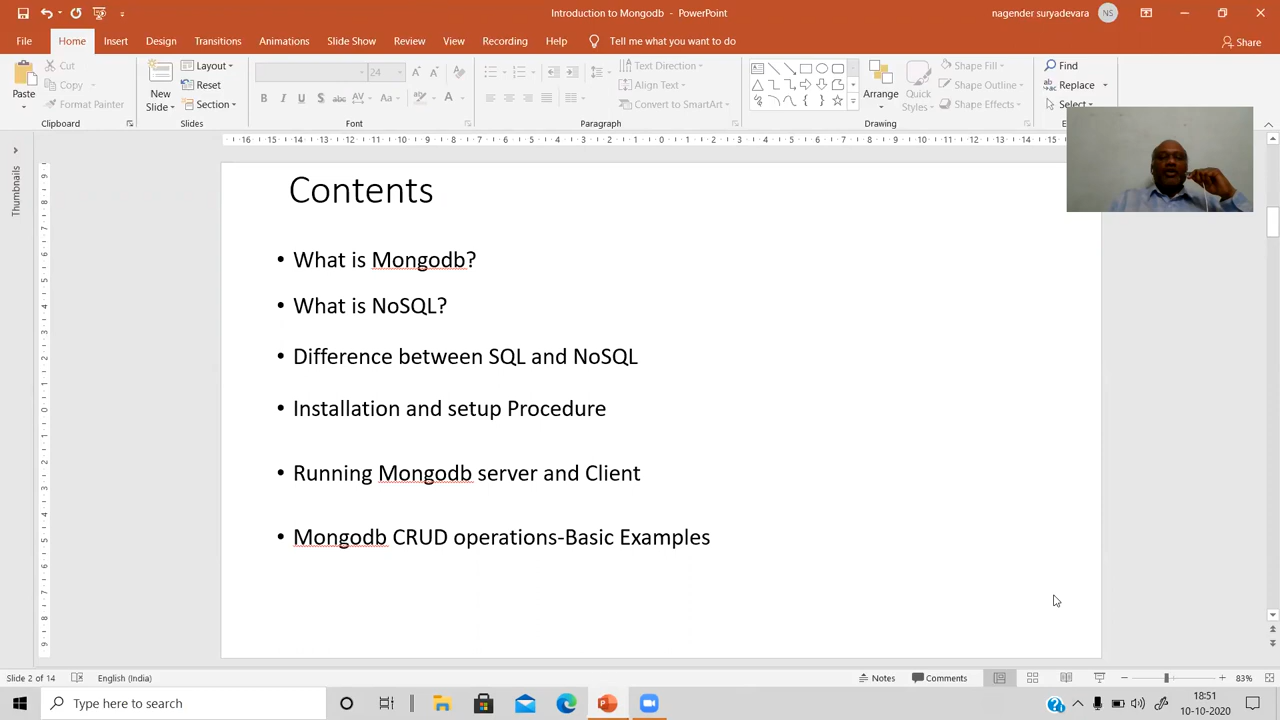 Introduction to Mongodb - PowerPoint
nagender suryadevara
NS
File Home Insert Design Transitions Animations Slide Show Review View Recording Help Tell me what you want to do
Share
Paste
Cut
Copy
Format Painter
Clipboard
New
Slide
Layout
Reset
Section
Slides
24
Font
Text Direction
Align Text
Convert to SmartArt
Paragraph
Arrange
Quick
Styles
Shape Fill
Shape Outline
Shape Effects
Drawing
Find
Replace
Select
Thumbnails
Contents
• What is Mongodb?
• What is NoSQL?
• Difference between SQL and NoSQL
• Installation and setup Procedure
• Running Mongodb server and Client
• Mongodb CRUD operations-Basic Examples
Slide 2 of 14
English (India)
Notes
Comments
83%
Type here to search
18:51
10-10-2020